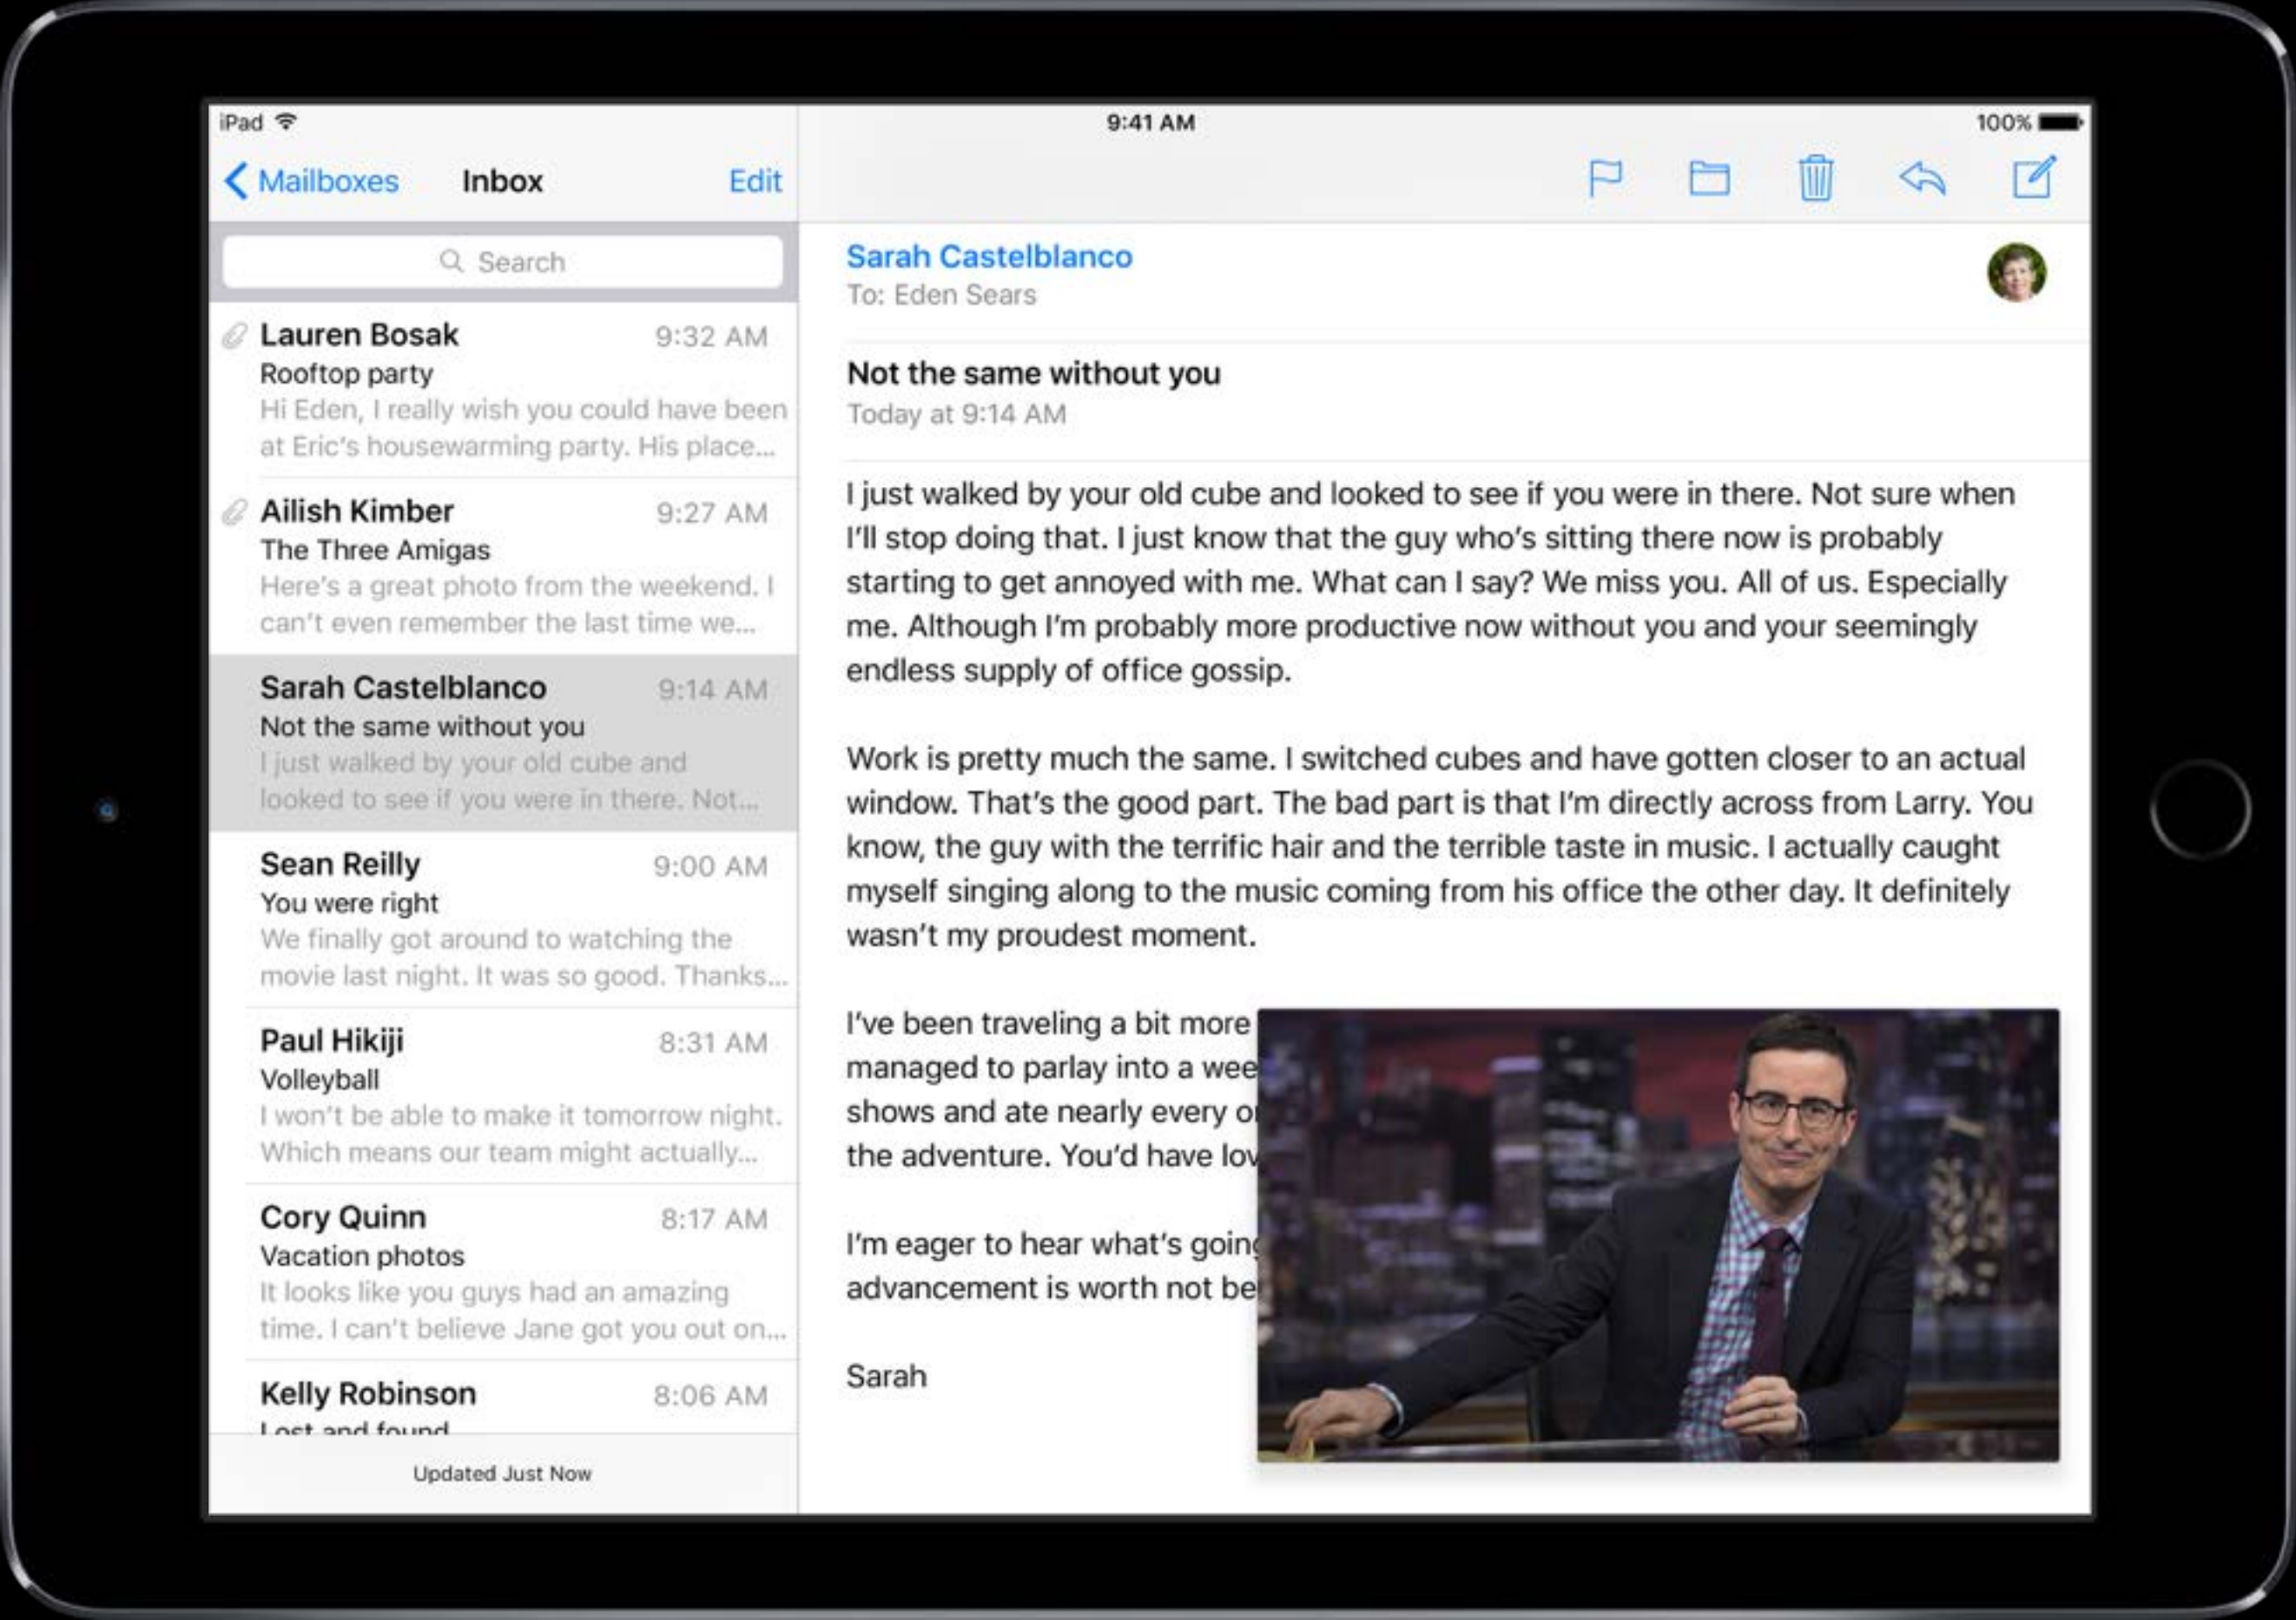 iPad
9:41 AM
100%
Mailboxes
Inbox
Edit
Search
Lauren Bosak
9:32 AM
Rooftop party
Hi Eden, I really wish you could have been
at Eric's housewarming party. His place...
Ailish Kimber
9:27 AM
The Three Amigas
Here's a great photo from the weekend. I
can't even remember the last time we...
Sarah Castelblanco
9:14 AM
Not the same without you
I just walked by your old cube and
looked to see if you were in there. Not...
Sean Reilly
9:00 AM
You were right
We finally got around to watching the
movie last night. It was so good. Thanks...
Paul Hikiji
8:31 AM
Volleyball
I won't be able to make it tomorrow night.
Which means our team might actually...
Cory Quinn
8:17 AM
Vacation photos
It looks like you guys had an amazing
time. I can't believe Jane got you out on...
Kelly Robinson
8:06 AM
Lost and found
Updated Just Now
Sarah Castelblanco
To: Eden Sears
Not the same without you
Today at 9:14 AM
I just walked by your old cube and looked to see if you were in there. Not sure when
I'll stop doing that. I just know that the guy who's sitting there now is probably
starting to get annoyed with me. What can I say? We miss you. All of us. Especially
me. Although I'm probably more productive now without you and your seemingly
endless supply of office gossip.
Work is pretty much the same. I switched cubes and have gotten closer to an actual
window. That's the good part. The bad part is that I'm directly across from Larry. You
know, the guy with the terrific hair and the terrible taste in music. I actually caught
myself singing along to the music coming from his office the other day. It definitely
wasn't my proudest moment.
I've been traveling a bit more
managed to parlay into a wee
shows and ate nearly every
the adventure. You'd have lov
I'm eager to hear what's going
advancement is worth not be
Sarah